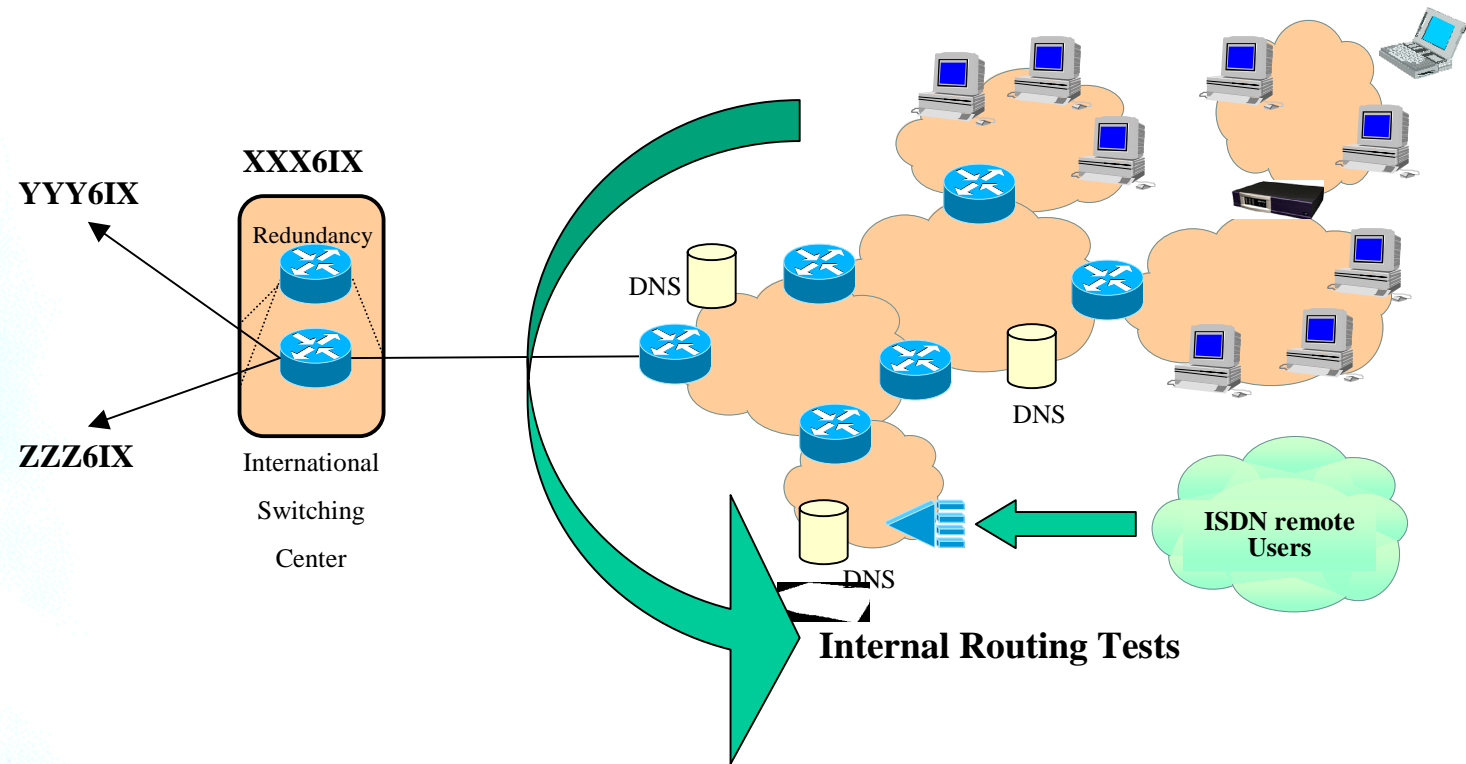 XXX6IX
YYY6IX
Redundancy
ZZZ6IX
International
Switching
Center
DNS
DNS
DNS
ISDN remote
Users
Internal Routing Tests